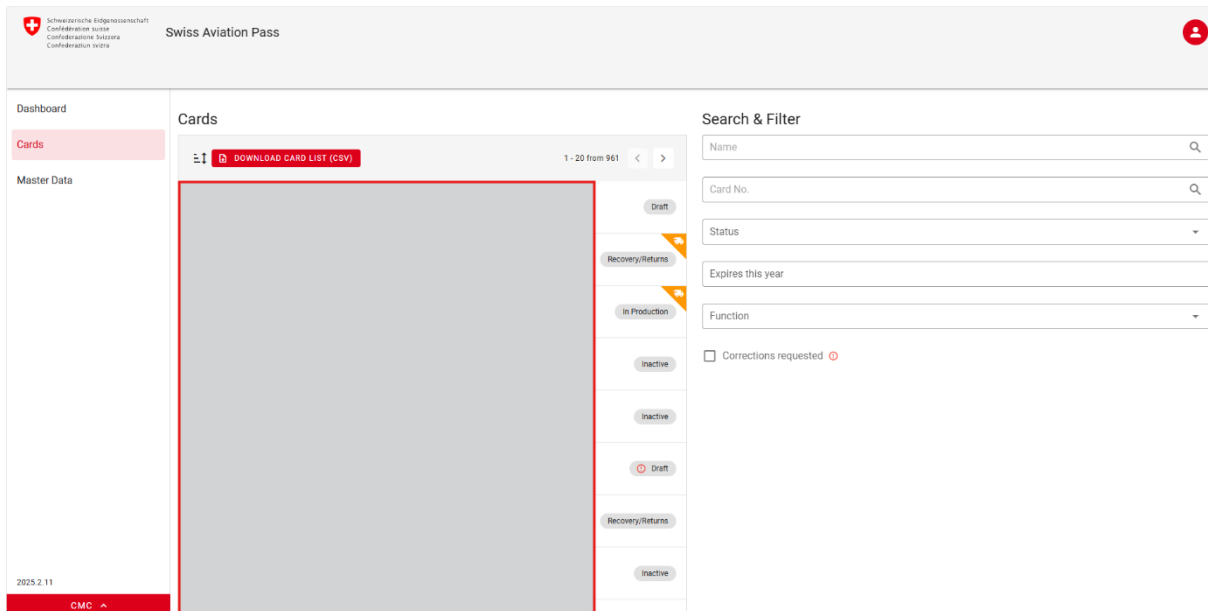 Schweizerische Eidgenossenschaft
Confédération suisse
Confederazione Svizzera
Confederaziun svizra
Swiss Aviation Pass
Dashboard
Cards
Master Data
2025.2.11
CMC
Cards
DOWNLOAD CARD LIST (CSV)
1 - 20 from 961
Draft
Recovery/Returns
In Production
Inactive
Inactive
Draft
Recovery/Returns
Inactive
Search & Filter
Name
Card No.
Status
Expires this year
Function
Corrections requested